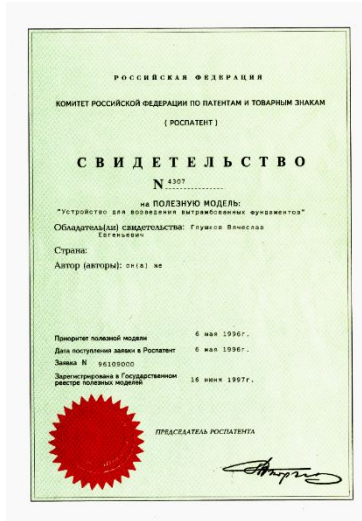 РОССИЙСКАЯ ФЕДЕРАЦИЯ
КОМИТЕТ РОССИЙСКОЙ ФЕДЕРАЦИИ ПО ПАТЕНТАМ И ТОВАРНЫМ ЗНАКАМ
( РОСПАТЕНТ )
СВИДЕТЕЛЬСТВО
N 4307
на ПОЛЕЗНУЮ МОДЕЛЬ:
"Устройство для возведения вытрамбованных фундаментов"
Обладатель(ли) свидетельства: Глушков Вячеслав
Евгеньевич
Страна:
Автор (авторы): он(а) же
Приоритет полезной модели 6 мая 1996г.
Дата поступления заявки в Роспатент 6 мая 1996г.
Заявка N 96109000
Зарегистрирована в Государственном
реестре полезных моделей 16 июня 1997г.
ПРЕДСЕДАТЕЛЬ РОСПАТЕНТА